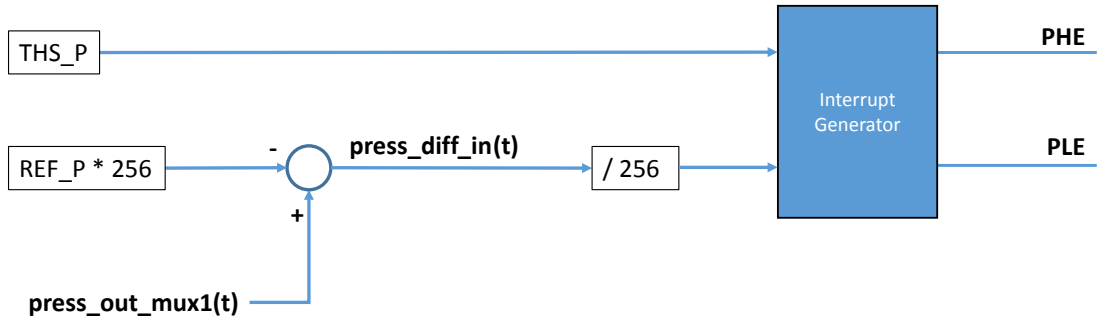 PHE
THS_P
Interrupt
Generator
press_diff_in(t)
PLE
-
REF_P * 256
/ 256
+
press_out_mux1(t)